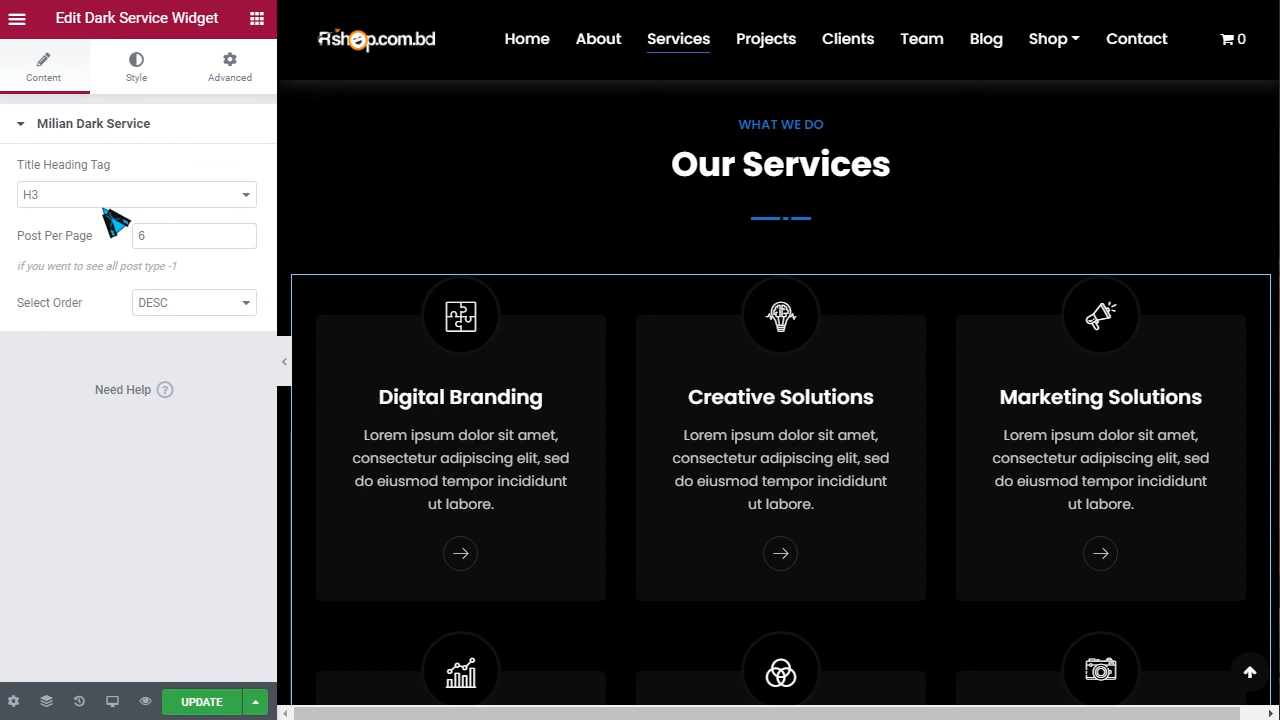 Edit Dark Service Widget
Content
Style
Advanced
Milian Dark Service
Title Heading Tag
H3
Post Per Page
6
if you went to see all post type -1
Select Order
DESC
Need Help ?
UPDATE
Rshop.com.bd
Home
About
Services
Projects
Clients
Team
Blog
Shop
Contact
0
WHAT WE DO
Our Services
Digital Branding
Lorem ipsum dolor sit amet,
consectetur adipiscing elit, sed
do eiusmod tempor incididunt
ut labore.
Creative Solutions
Lorem ipsum dolor sit amet,
consectetur adipiscing elit, sed
do eiusmod tempor incididunt
ut labore.
Marketing Solutions
Lorem ipsum dolor sit amet,
consectetur adipiscing elit, sed
do eiusmod tempor incididunt
ut labore.